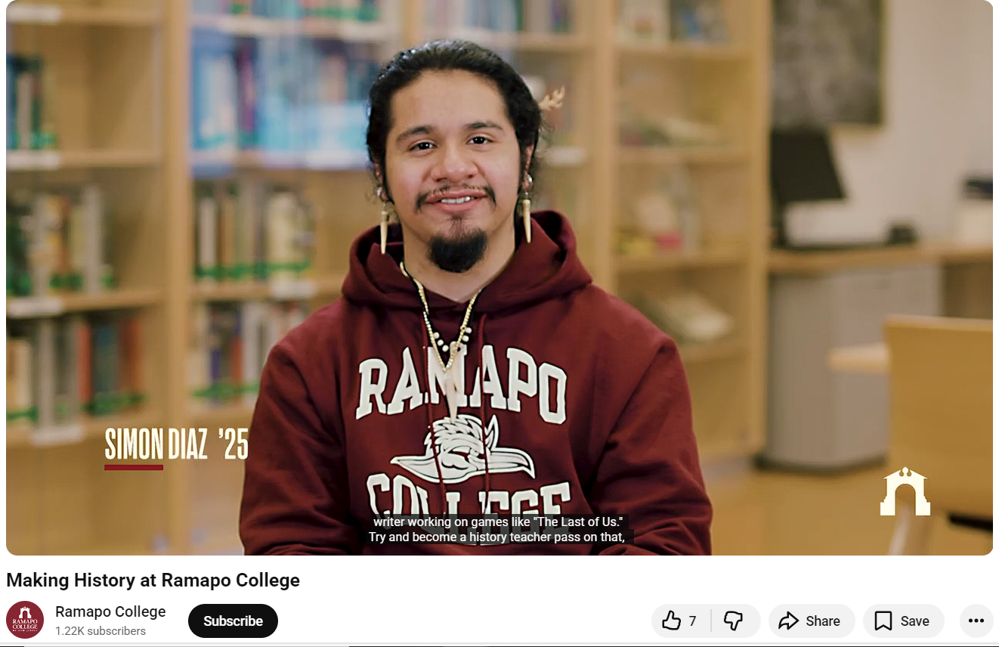 RAMAPO
COLLEGE
SIMON DIAZ '25
writer working on games like "The Last of Us."
Try and become a history teacher pass on that,
Making History at Ramapo College
RAMAPO
COLLEGE
Ramapo College
1.22K subscribers
Subscribe
7
Share
Save